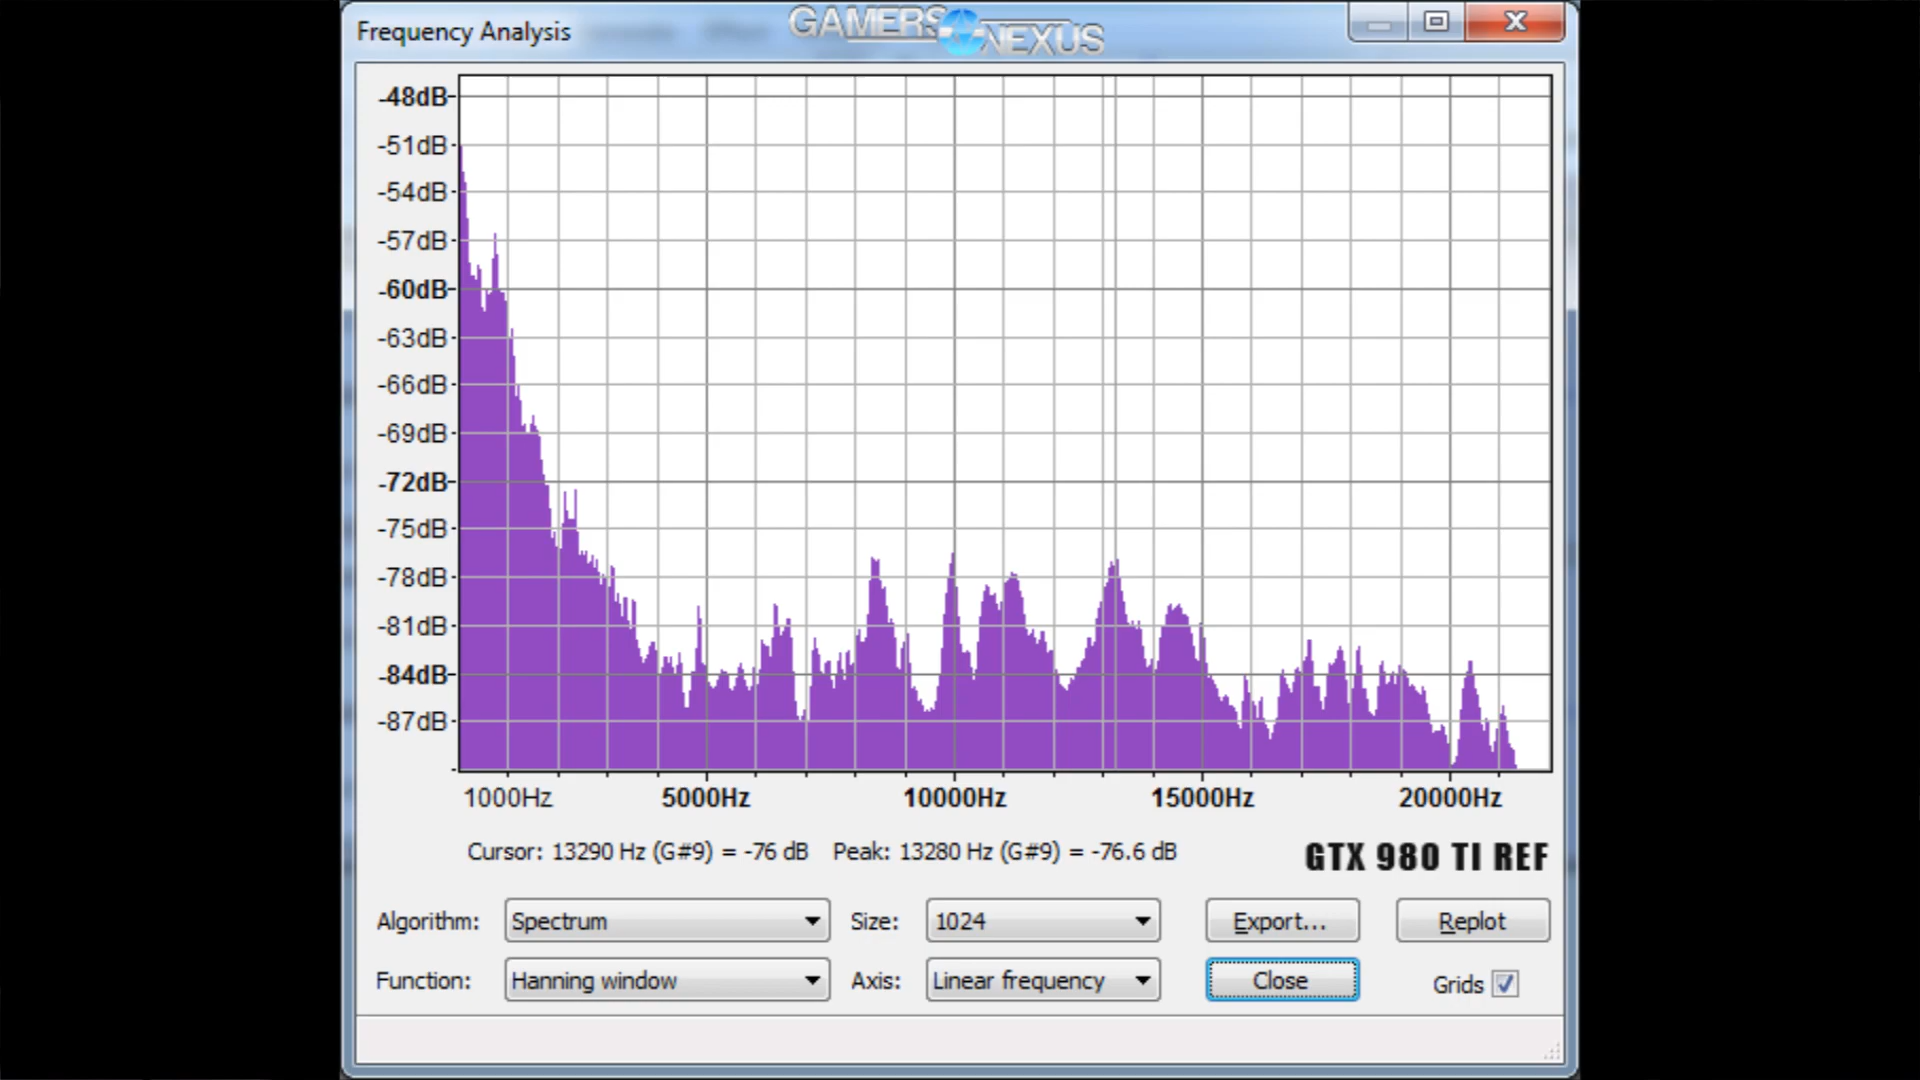 Frequency Analysis
GAMERS NEXUS
-48dB
-51dB
-54dB
-57dB
-60dB
-63dB
-66dB
-69dB
-72dB
-75dB
-78dB
-81dB
-84dB
-87dB
1000Hz 5000Hz 10000Hz 15000Hz 20000Hz
Cursor: 13290 Hz (G#9) = -76 dB Peak: 13280 Hz (G#9) = -76.6 dB
GTX 980 TI REF
Algorithm: Spectrum Size: 1024 Export... Replot
Function: Hanning window Axis: Linear frequency Close Grids